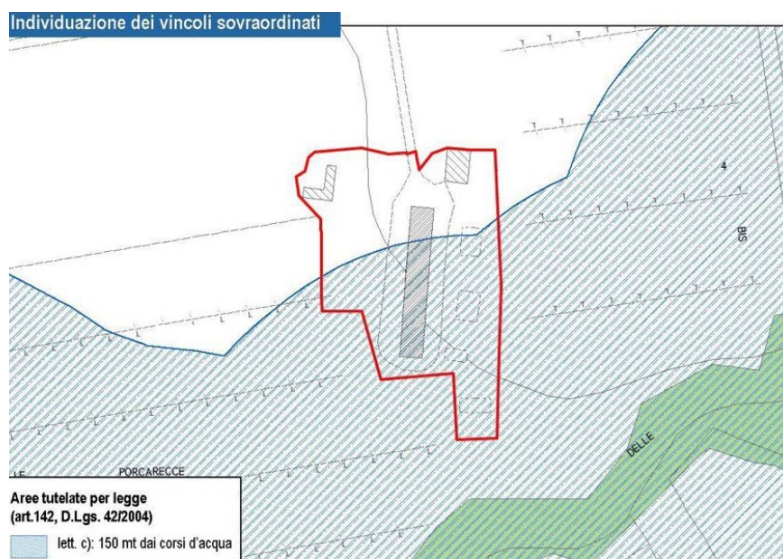 Individuazione dei vincoli sovraordinati
4
BIS
DELLE
LE
PORCARECCE
Aree tutelate per legge
(art.142, D.Lgs. 42/2004)
lett. c): 150 mt dai corsi d'acqua